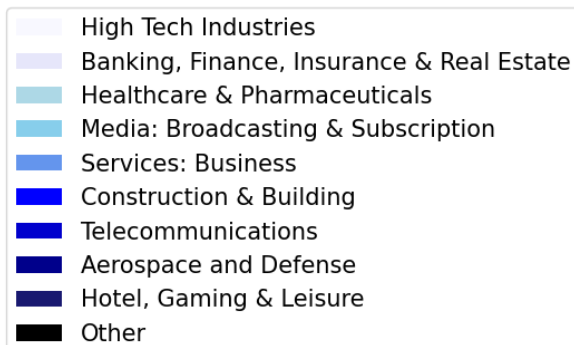 High Tech Industries
Banking, Finance, Insurance & Real Estate
Healthcare & Pharmaceuticals
Media: Broadcasting & Subscription
Services: Business
Construction & Building
Telecommunications
Aerospace and Defense
Hotel, Gaming & Leisure
Other